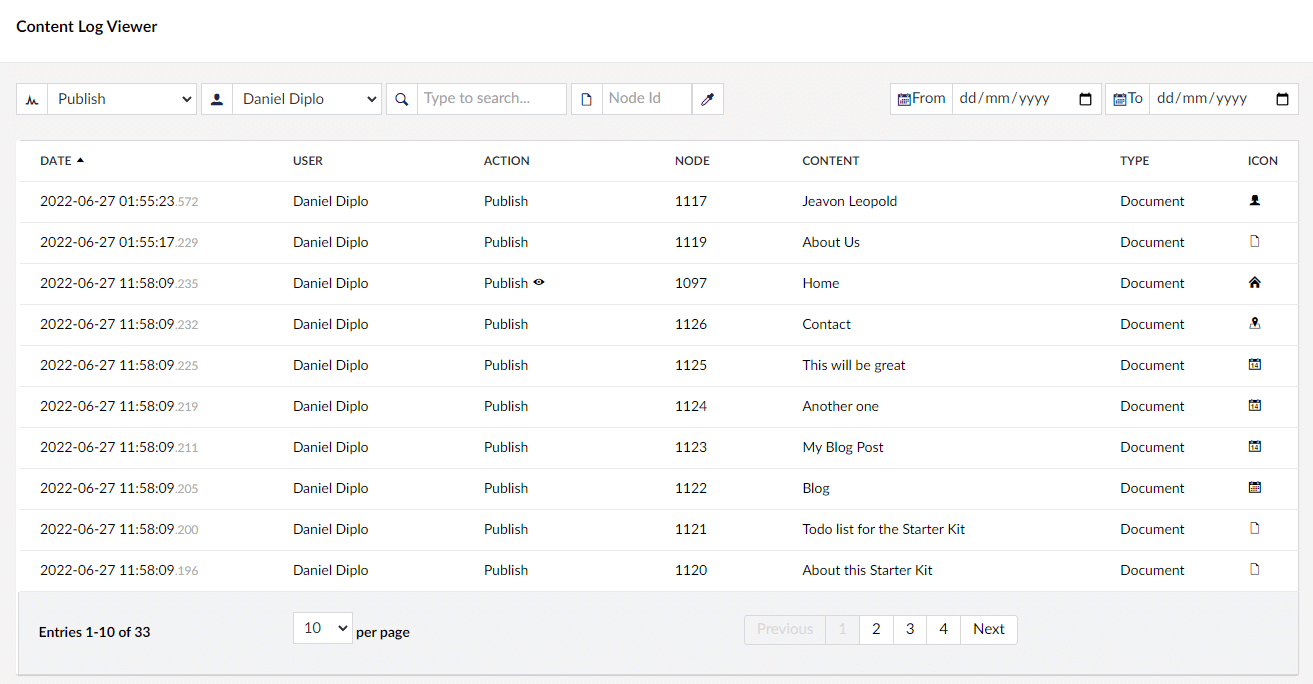 Content Log Viewer
Publish Daniel Diplo Type to search... Node Id From dd/mm/yyyy To dd/mm/yyyy
DATE USER ACTION NODE CONTENT TYPE ICON
2022-06-27 01:55:23.572 Daniel Diplo Publish 1117 Jeavon Leopold Document
2022-06-27 01:55:17.229 Daniel Diplo Publish 1119 About Us Document
2022-06-27 11:58:09.235 Daniel Diplo Publish 1097 Home Document
2022-06-27 11:58:09.232 Daniel Diplo Publish 1126 Contact Document
2022-06-27 11:58:09.225 Daniel Diplo Publish 1125 This will be great Document 14
2022-06-27 11:58:09.219 Daniel Diplo Publish 1124 Another one Document 14
2022-06-27 11:58:09.211 Daniel Diplo Publish 1123 My Blog Post Document 14
2022-06-27 11:58:09.205 Daniel Diplo Publish 1122 Blog Document
2022-06-27 11:58:09.200 Daniel Diplo Publish 1121 Todo list for the Starter Kit Document
2022-06-27 11:58:09.196 Daniel Diplo Publish 1120 About this Starter Kit Document
Entries 1-10 of 33 10 per page Previous 1 2 3 4 Next